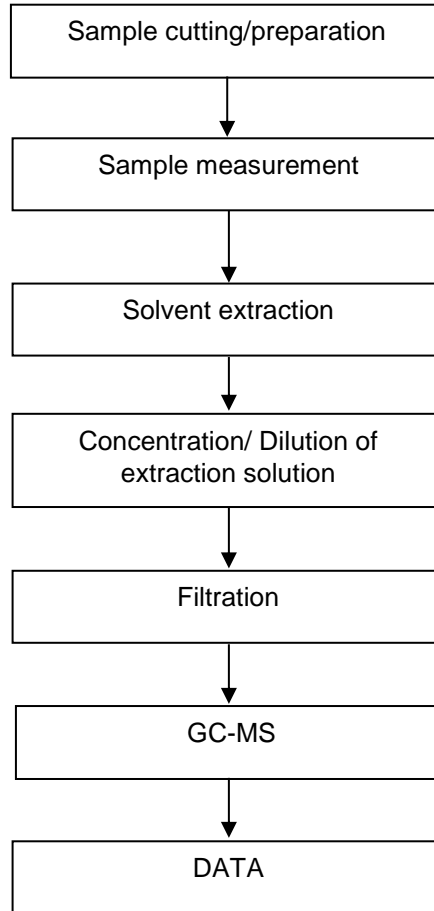 Sample cutting/preparation
Sample measurement
Solvent extraction
Concentration/ Dilution of
extraction solution
Filtration
GC-MS
DATA